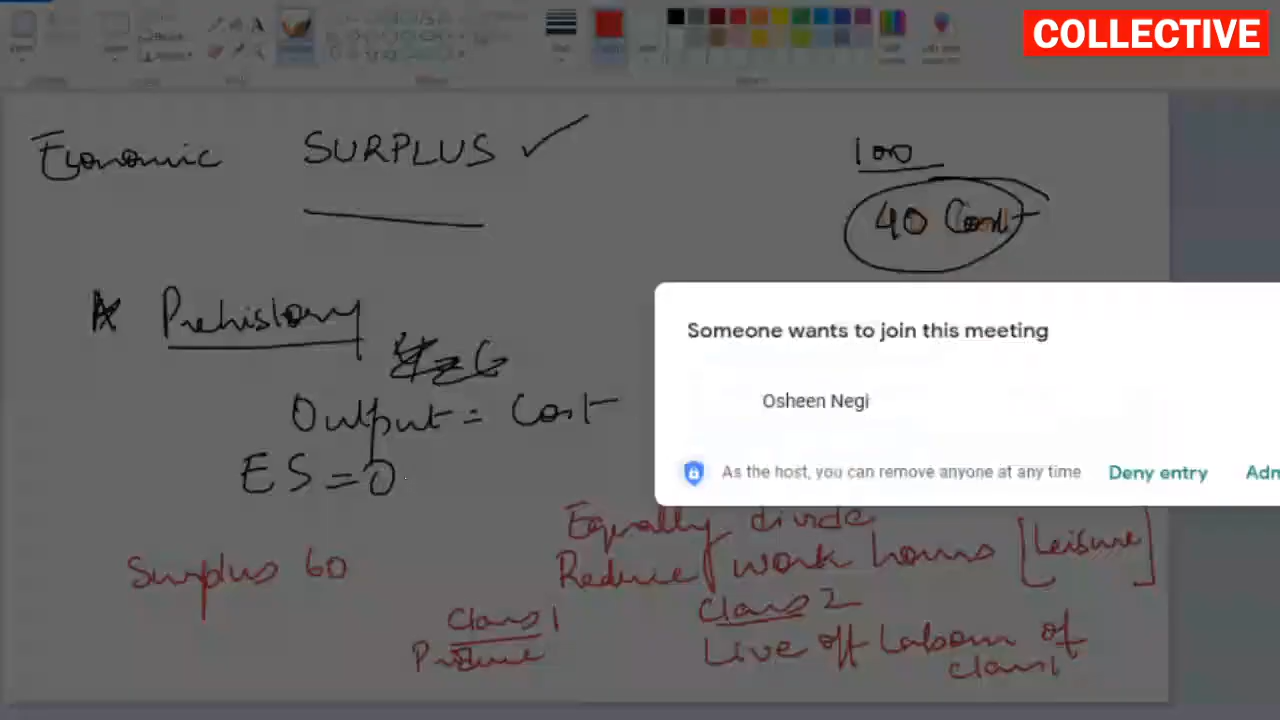 COLLECTIVE
Economic SURPLUS
100
40 Cost
Prehistory
Output = Cost
ES = 0
Someone wants to join this meeting
Osheen Negi
As the host, you can remove anyone at any time
Deny entry
Adm
Equally divide
Reduce work hours [Leisure]
Surplus 60
Class 1
Produce
Class 2
Live off Labour of
class 1